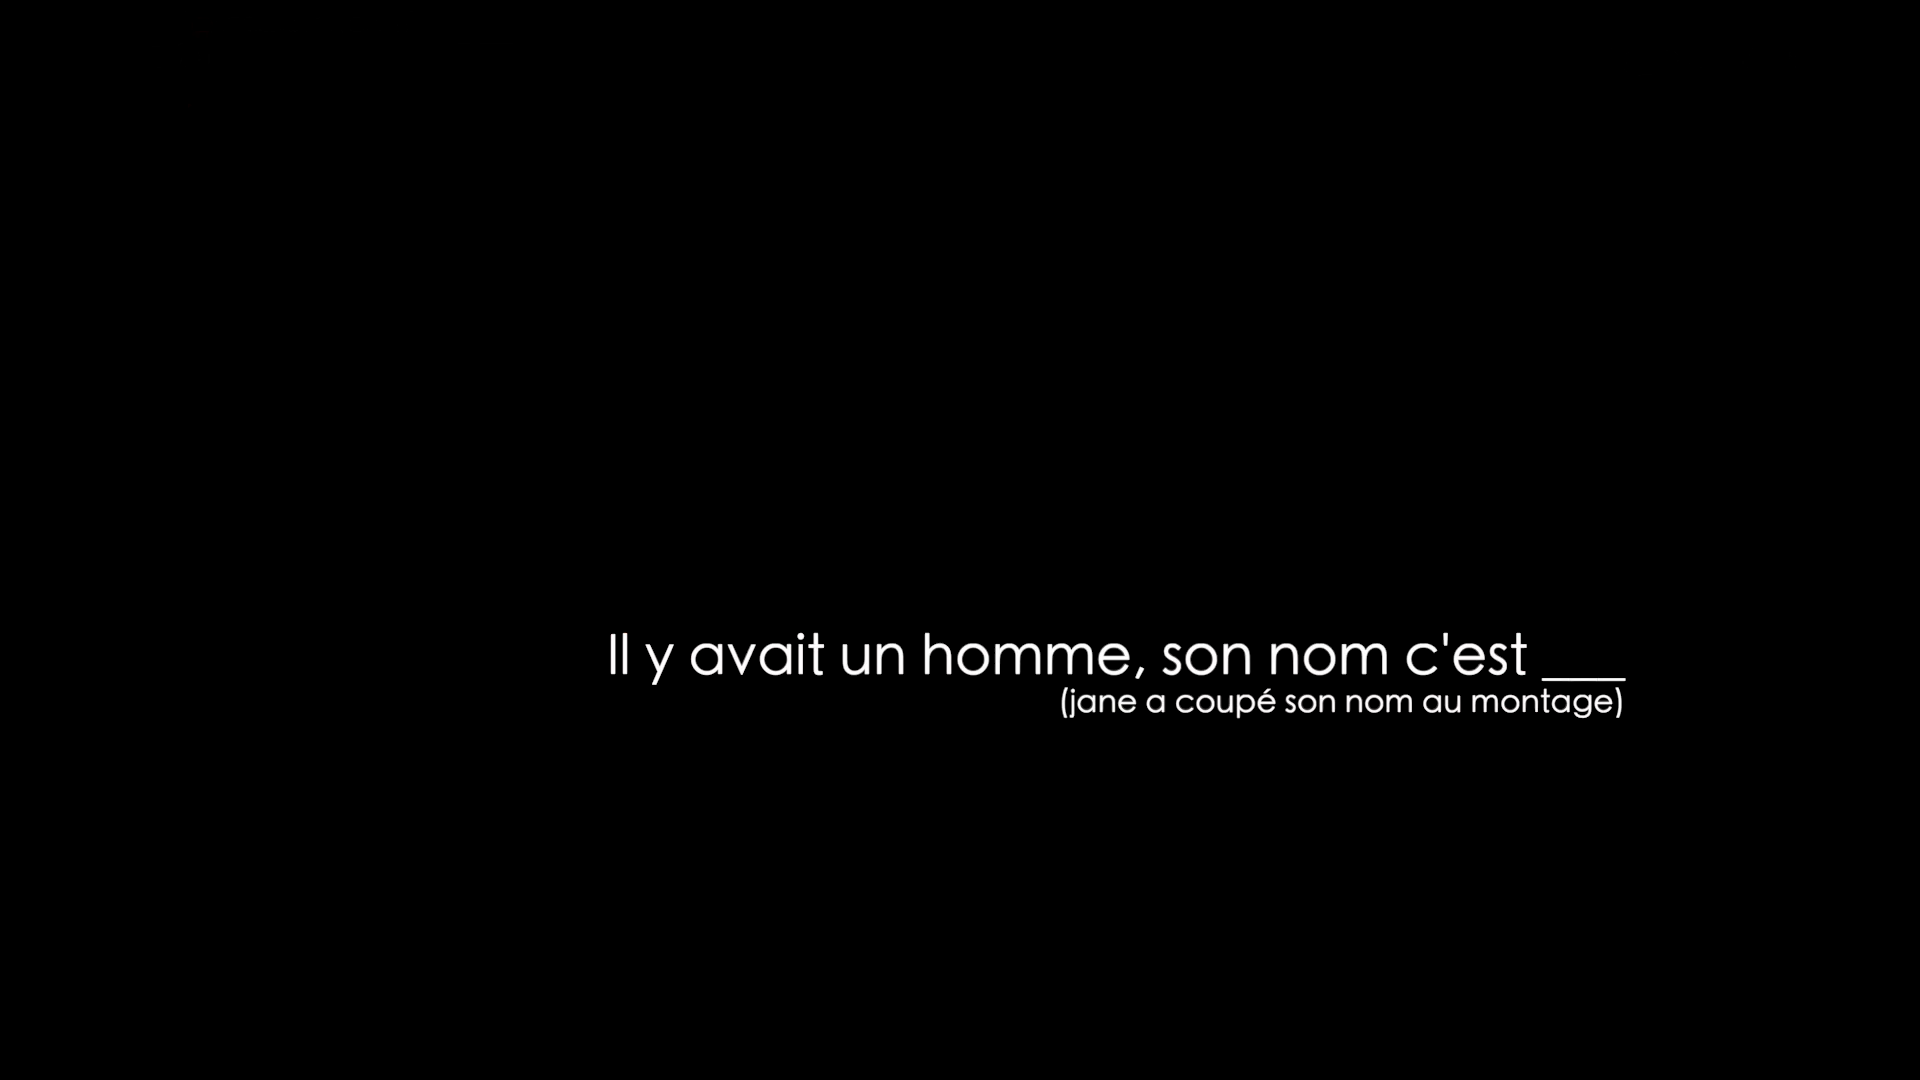 Il y avait un homme, son nom c'est ___
(jane a coupé son nom au montage)